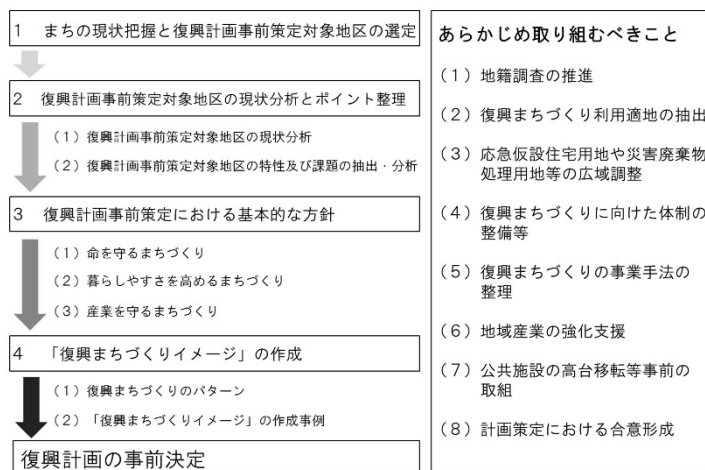 1 まちの現状把握と復興計画事前策定対象地区の選定
2 復興計画事前策定対象地区の現状分析とポイント整理
（1）復興計画事前策定対象地区の現状分析
（2）復興計画事前策定対象地区の特性及び課題の抽出・分析
3 復興計画事前策定における基本的な方針
（1）命を守るまちづくり
（2）暮らしやすさを高めるまちづくり
（3）産業を守るまちづくり
4 「復興まちづくりイメージ」の作成
（1）復興まちづくりのパターン
（2）「復興まちづくりイメージ」の作成事例
復興計画の事前決定
あらかじめ取り組むべきこと
（1）地籍調査の推進
（2）復興まちづくり利用適地の抽出
（3）応急仮設住宅用地や災害廃棄物
処理用地等の広域調整
（4）復興まちづくりに向けた体制の
整備等
（5）復興まちづくりの事業手法の
整理
（6）地域産業の強化支援
（7）公共施設の高台移転等事前の
取組
（8）計画策定における合意形成